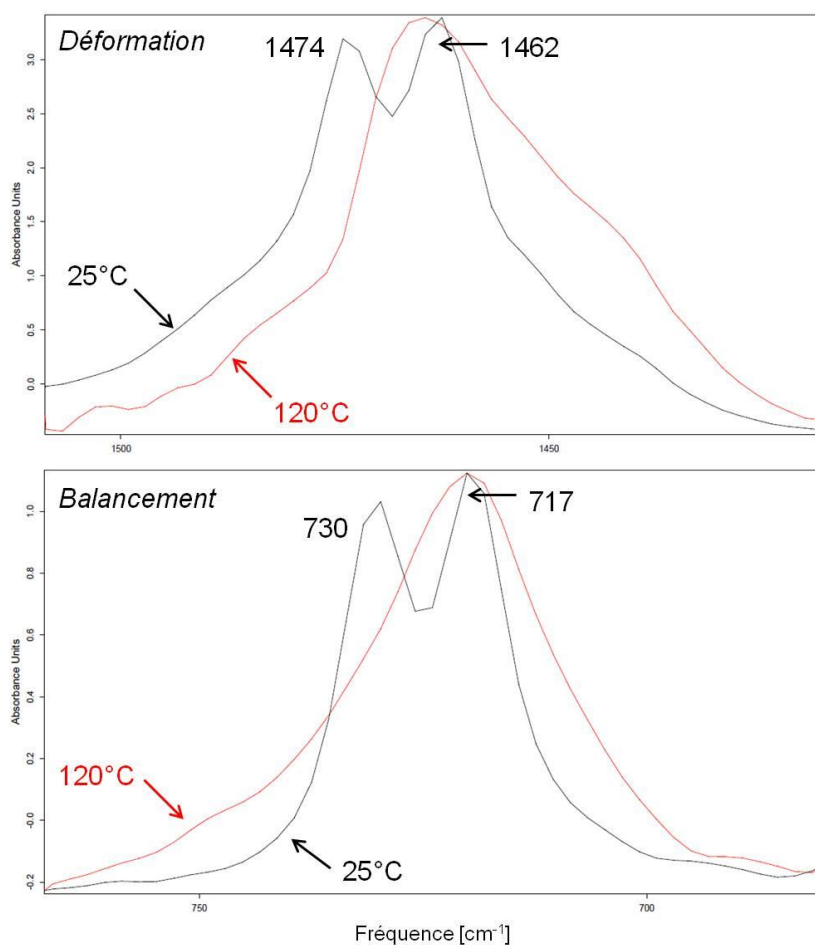 Déformation
1474
1462
3.0
2.5
2.0
1.5
1.0
0.5
0.0
Absorbance Units
25°C
120°C
1500
1450
Balancement
730
717
1.0
0.8
0.6
0.4
0.2
-0.0
-0.2
Absorbance Units
120°C
25°C
750
700
Fréquence [cm⁻¹]